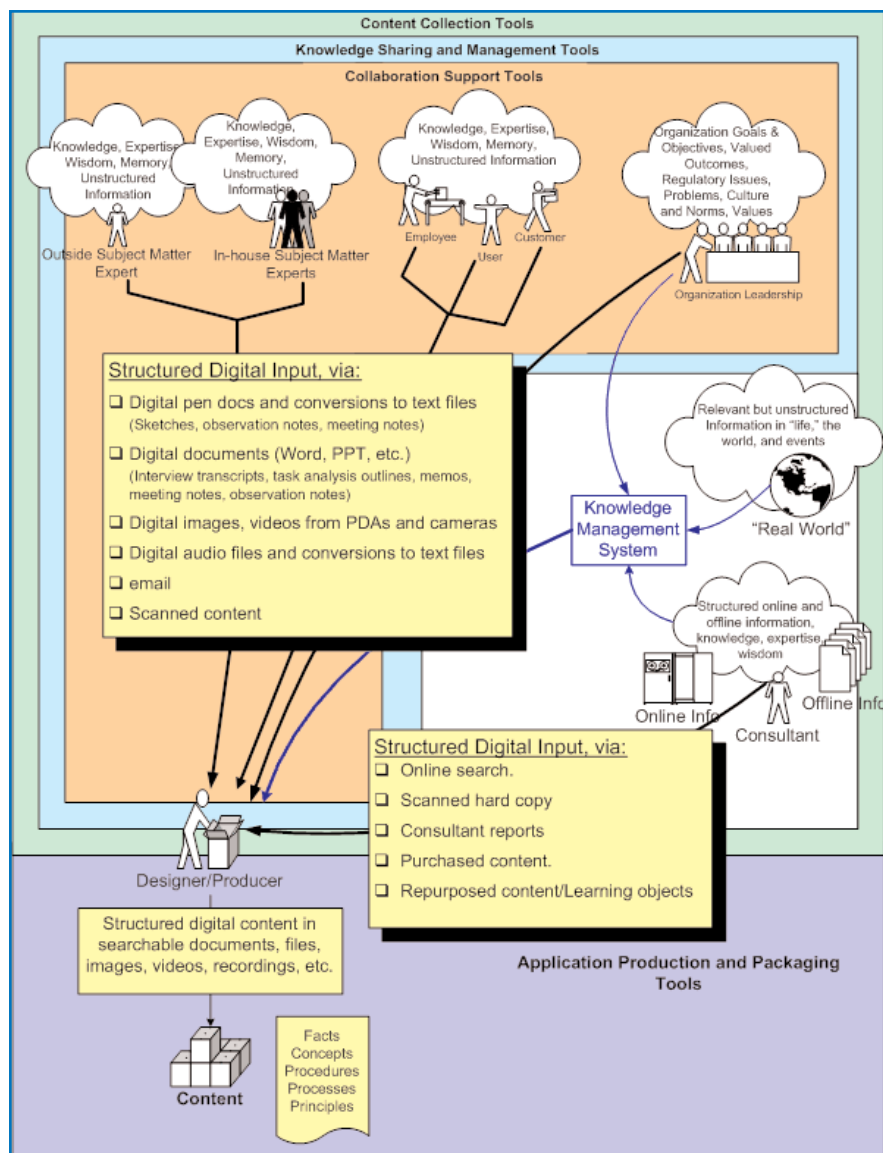 Content Collection Tools
Knowledge Sharing and Management Tools
Collaboration Support Tools
Knowledge, Expertise,
Wisdom, Memory,
Unstructured
Information
Outside Subject Matter
Expert
Knowledge,
Expertise, Wisdom,
Memory,
Unstructured
Information
In-house Subject Matter
Experts
Knowledge, Expertise,
Wisdom, Memory,
Unstructured Information
Employee
User
Customer
Organization Goals &
Objectives, Valued
Outcomes,
Regulatory Issues,
Problems, Culture
and Norms, Values
Organization Leadership
Structured Digital Input, via:
❑ Digital pen docs and conversions to text files
(Sketches, observation notes, meeting notes)
❑ Digital documents (Word, PPT, etc.)
(Interview transcripts, task analysis outlines, memos,
meeting notes, observation notes)
❑ Digital images, videos from PDAs and cameras
❑ Digital audio files and conversions to text files
❑ email
❑ Scanned content
Relevant but unstructured
Information in “life,” the
world, and events
“Real World”
Knowledge
Management
System
Structured online and
offline information,
knowledge, expertise,
wisdom
Online Info
Consultant
Offline Info
Structured Digital Input, via:
❑ Online search.
❑ Scanned hard copy
❑ Consultant reports
❑ Purchased content.
❑ Repurposed content/Learning objects
Designer/Producer
Structured digital content in
searchable documents, files,
images, videos, recordings, etc.
Content
Facts
Concepts
Procedures
Processes
Principles
Application Production and Packaging
Tools